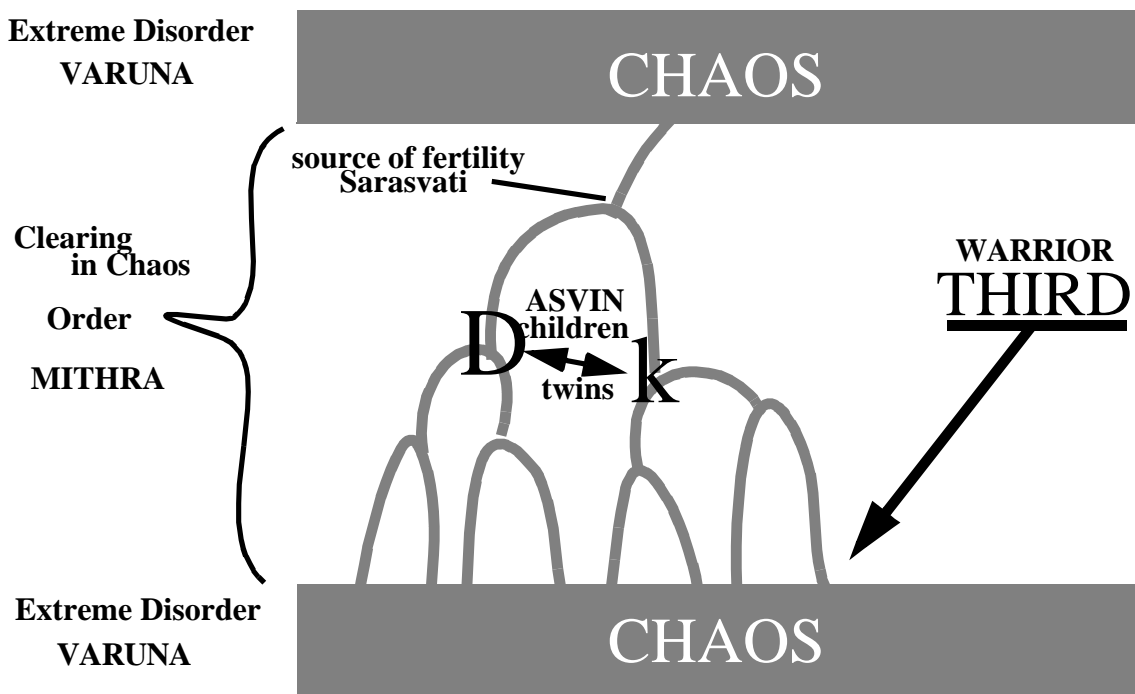 Extreme Disorder
VARUNA
CHAOS
source of fertility
Sarasvati
Clearing
in Chaos
Order
MITHRA
WARRIOR
THIRD
ASVIN
children
D
k
twins
Extreme Disorder
VARUNA
CHAOS